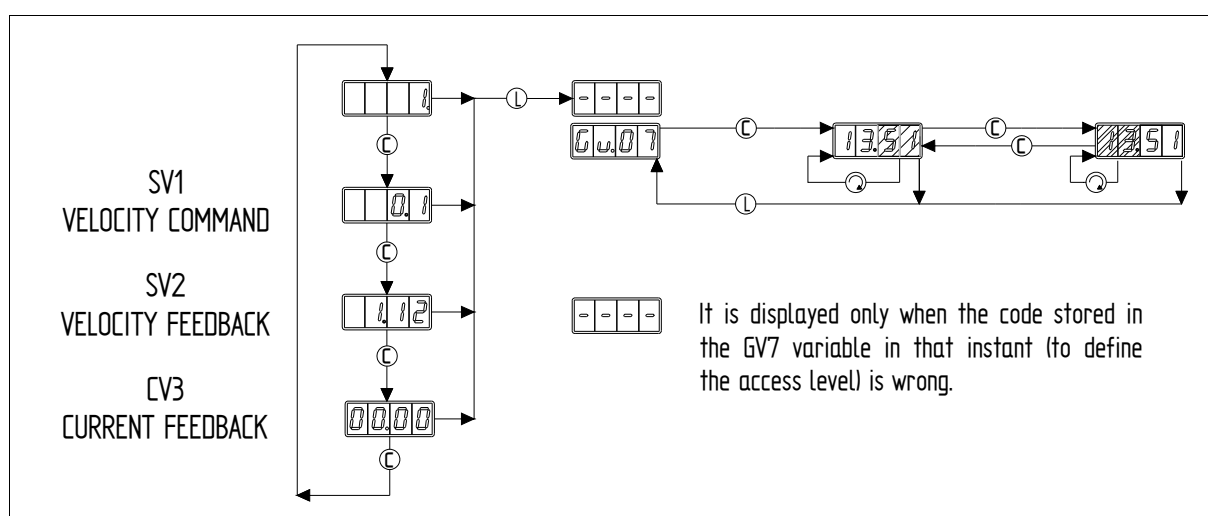 1.
C
L
- - - -
Gu.07
C
13.51
C
C
13.51
SV1
VELOCITY COMMAND
0.1
L
C
SV2
VELOCITY FEEDBACK
1.12
- - - -
It is displayed only when the code stored in
the GV7 variable in that instant (to define
the access level) is wrong.
C
CV3
CURRENT FEEDBACK
00.00
C